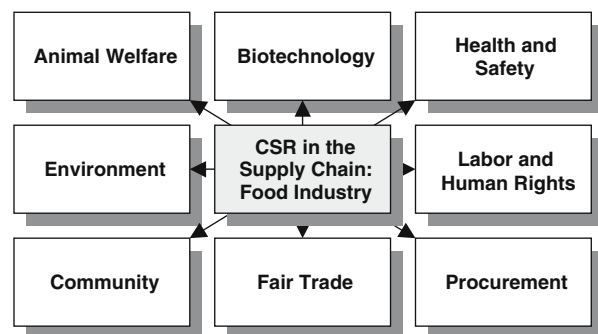 Animal Welfare
Biotechnology
Health and
Safety
Environment
CSR in the
Supply Chain:
Food Industry
Labor and
Human Rights
Community
Fair Trade
Procurement